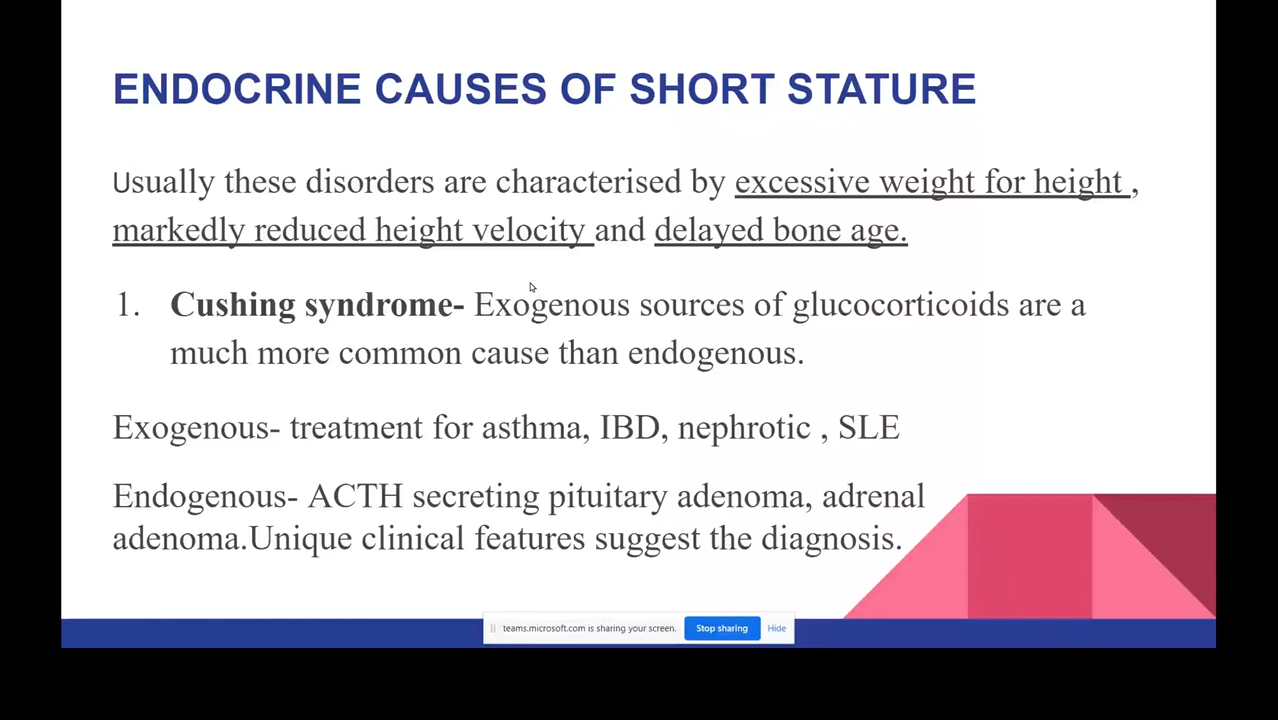 ENDOCRINE CAUSES OF SHORT STATURE
Usually these disorders are characterised by excessive weight for height ,
markedly reduced height velocity and delayed bone age.
1. Cushing syndrome- Exogenous sources of glucocorticoids are a
much more common cause than endogenous.
Exogenous- treatment for asthma, IBD, nephrotic , SLE
Endogenous- ACTH secreting pituitary adenoma, adrenal
adenoma.Unique clinical features suggest the diagnosis.
teams.microsoft.com is sharing your screen. Stop sharing Hide